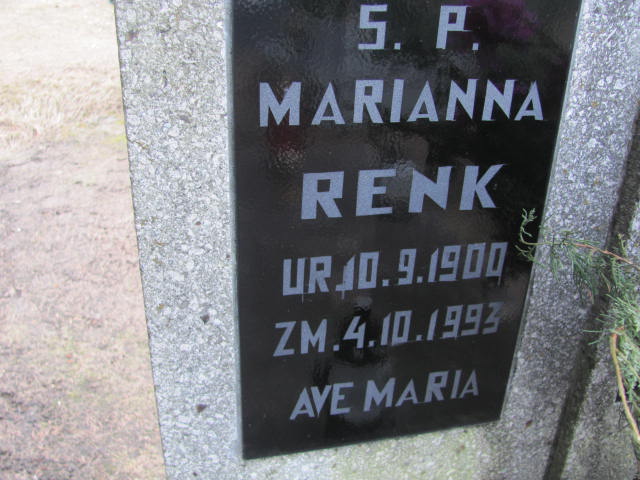 S. P.
MARIANNA
RENK
UR.10.9.1900
ZM.4.10.1993
AVE MARIA